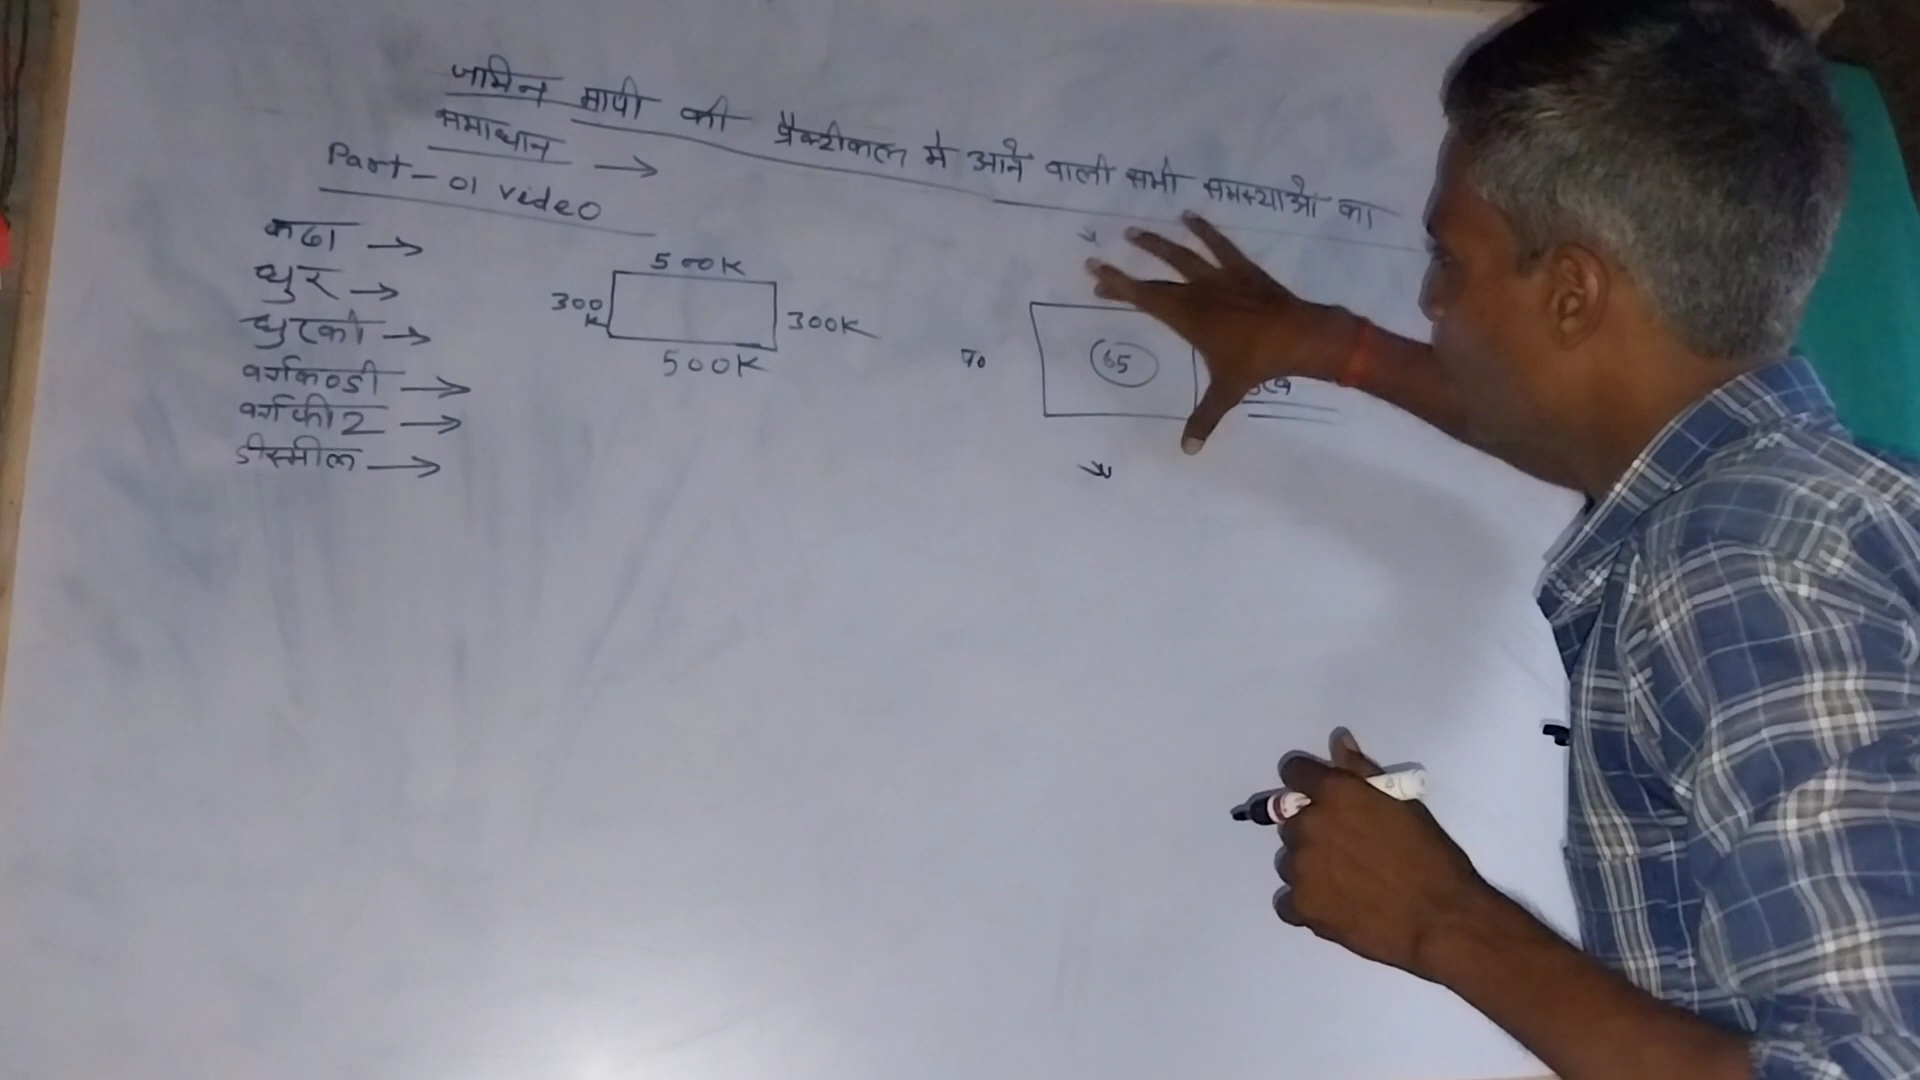 जमिन मापी की प्रैक्टीकल मे आने वाली सभी समस्याओ का
समाधान →
Part - 01 video
कठा →
धुर →
धुरकी →
वर्गकण्डी →
वर्गफीट →
डीस्मील →
500K
300K
300K
500K
65